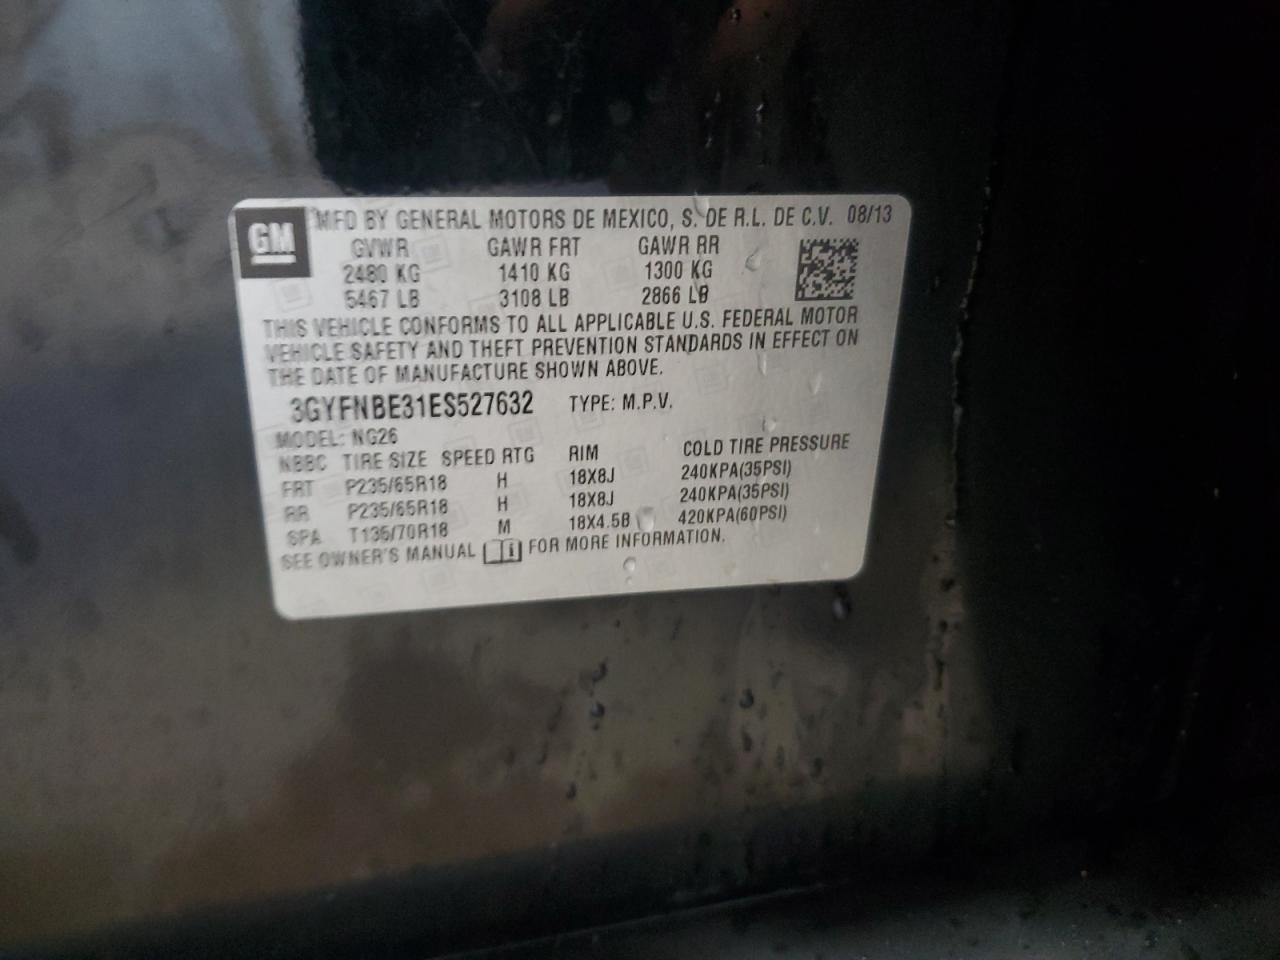 GM
MFD BY GENERAL MOTORS DE MEXICO, S. DE R.L. DE C.V. 08/13
GVWR GAWR FRT GAWR RR
2480 KG 1410 KG 1300 KG
5467 LB 3108 LB 2866 LB
THIS VEHICLE CONFORMS TO ALL APPLICABLE U.S. FEDERAL MOTOR
VEHICLE SAFETY AND THEFT PREVENTION STANDARDS IN EFFECT ON
THE DATE OF MANUFACTURE SHOWN ABOVE.
3GYFNBE31ES527632 TYPE: M.P.V.
MODEL: NG26
NBBC TIRE SIZE SPEED RTG RIM COLD TIRE PRESSURE
FRT P235/65R18 H 18X8J 240KPA(35PSI)
RR P235/65R18 H 18X8J 240KPA(35PSI)
SPA T135/70R18 M 18X4.5B 420KPA(60PSI)
SEE OWNER'S MANUAL i FOR MORE INFORMATION.